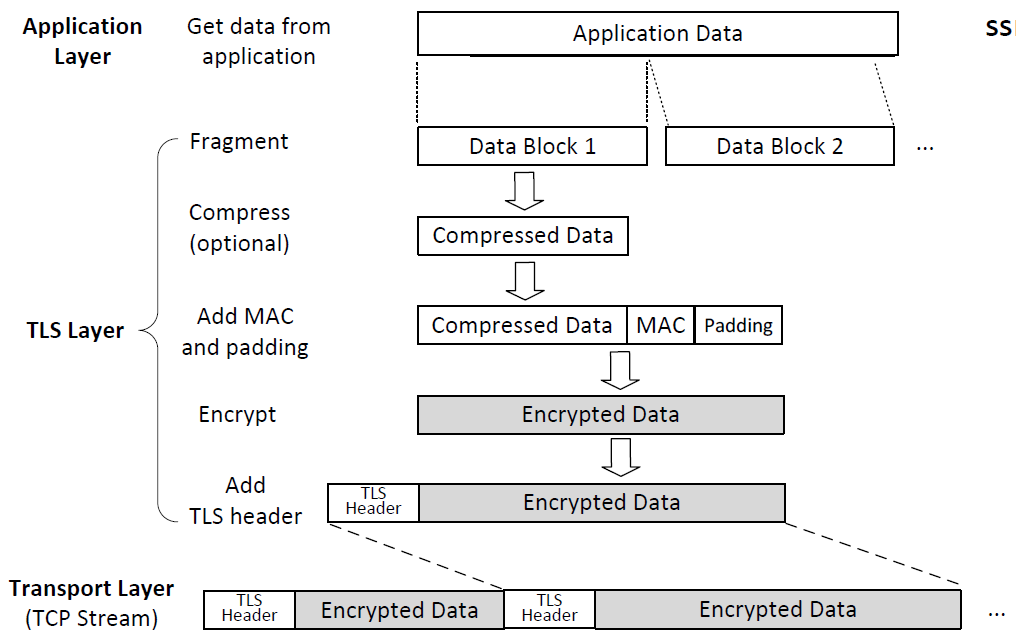 Application
Layer
Get data from
application
Application Data
Fragment
Data Block 1
Data Block 2
...
Compress
(optional)
Compressed Data
TLS Layer
Add MAC
and padding
Compressed Data
MAC
Padding
Encrypt
Encrypted Data
Add
TLS header
TLS
Header
Encrypted Data
Transport Layer
(TCP Stream)
TLS
Header
Encrypted Data
TLS
Header
Encrypted Data
...